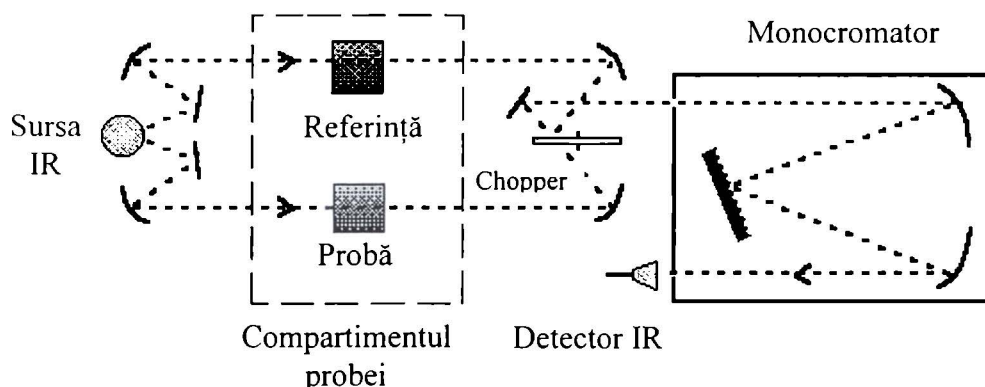 Monocromator
Sursa
IR
Referință
Chopper
Probă
Compartimentul
probei
Detector IR